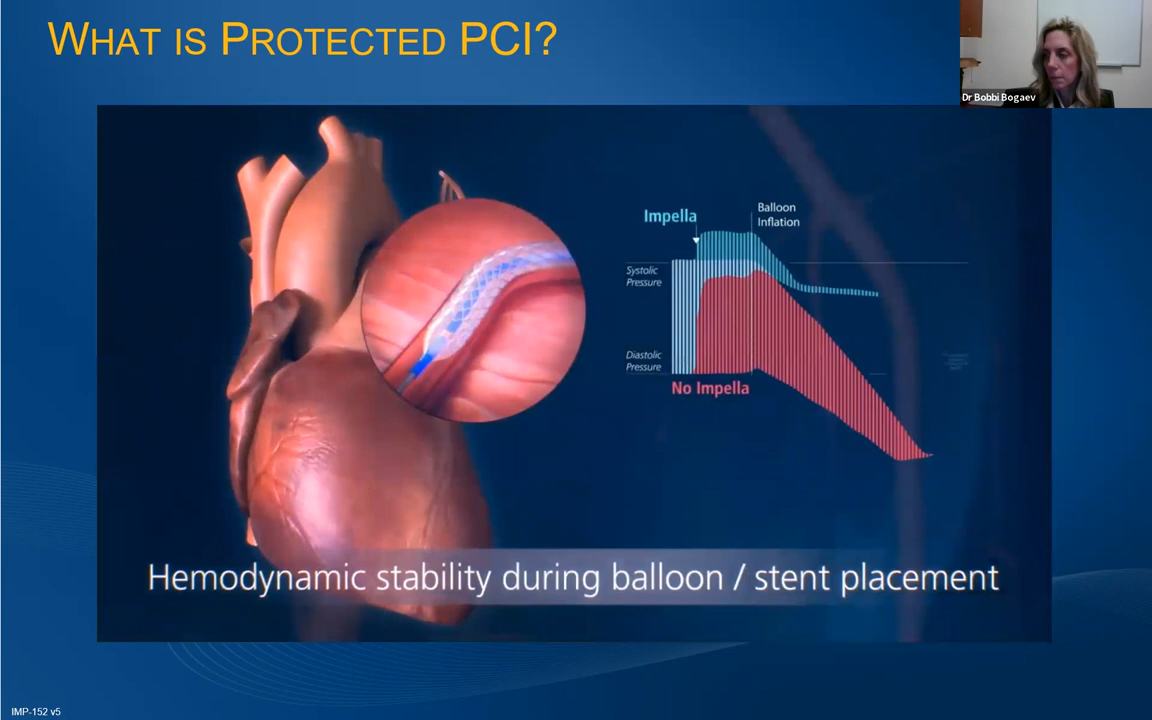 WHAT IS PROTECTED PCI?
Dr Bobbi Bogaev
Impella
Balloon
Inflation
Systolic
Pressure
Diastolic
Pressure
No Impella
Hemodynamic stability during balloon / stent placement
IMP-152 v5